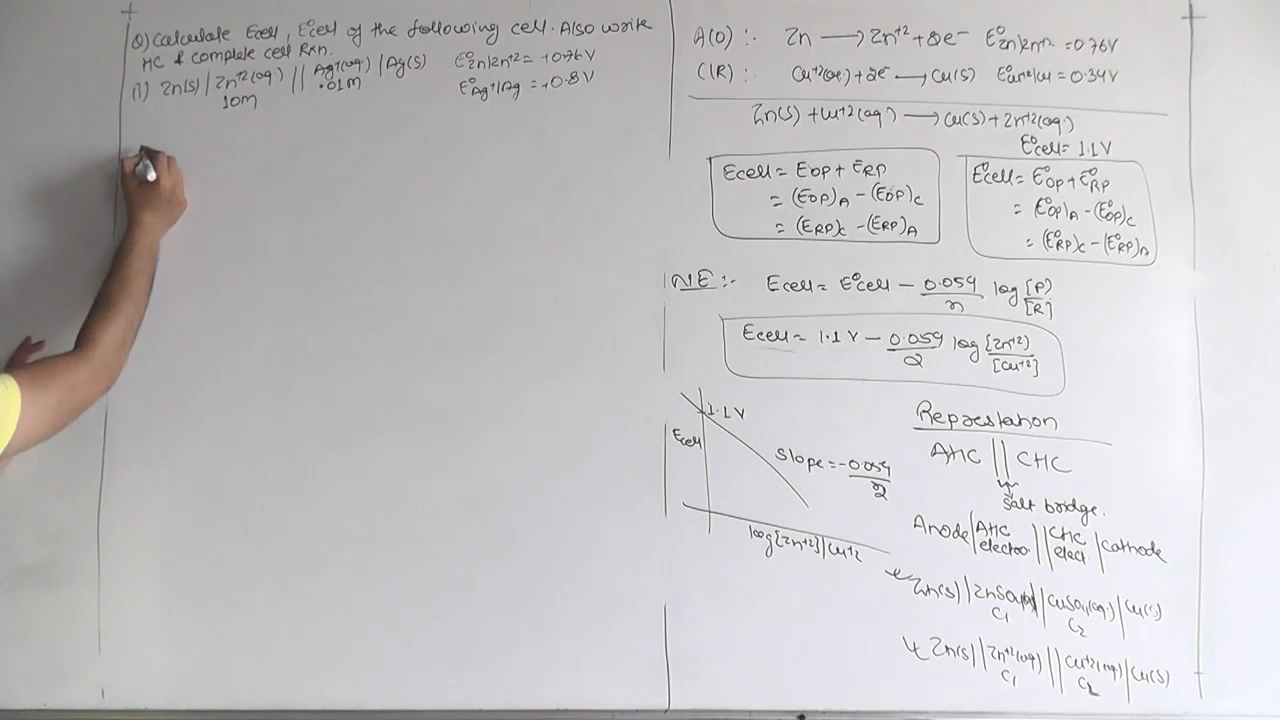 Q) Calculate Ecell, E°cell of the following cell. Also write
HC & complete cell Rxn.
(1) Zn(s) | Zn+2(aq) || Ag+(aq) | Ag(s) E°Zn|Zn+2 = +0.76V
10M .01M E°Ag+|Ag = +0.8V
A(O) :- Zn → Zn+2 + 2e- E°Zn|Zn+2 = 0.76V
C(R) :- Cu+2(aq.) + 2e- → Cu(s) E°Cu+2|Cu = 0.34V
Zn(s) + Cu+2(aq.) → Cu(s) + Zn+2(aq.)
E°cell = 1.1V
Ecell = EOP + ERP
= (EOP)A - (EOP)C
= (ERP)C - (ERP)A
E°cell = E°OP + E°RP
= (E°OP)A - (E°OP)C
= (E°RP)C - (E°RP)A
NE :- Ecell = E°cell - 0.059/n log [P]/[R]
Ecell = 1.1 V - 0.059/2 log [Zn+2]/[Cu+2]
1.1V
Ecell
Slope = -0.059/2
log [Zn+2]/Cu+2
Represtation
AHC || CHC
Salt bridge.
Anode | AHC electro. || CHC elect. | Cathode
Zn(s) | ZnSO4(aq) || CuSO4(aq.) | Cu(s)
C1 C2
Zn(s) | Zn+2(aq) || Cu+2(aq) | Cu(s)
C1 C2